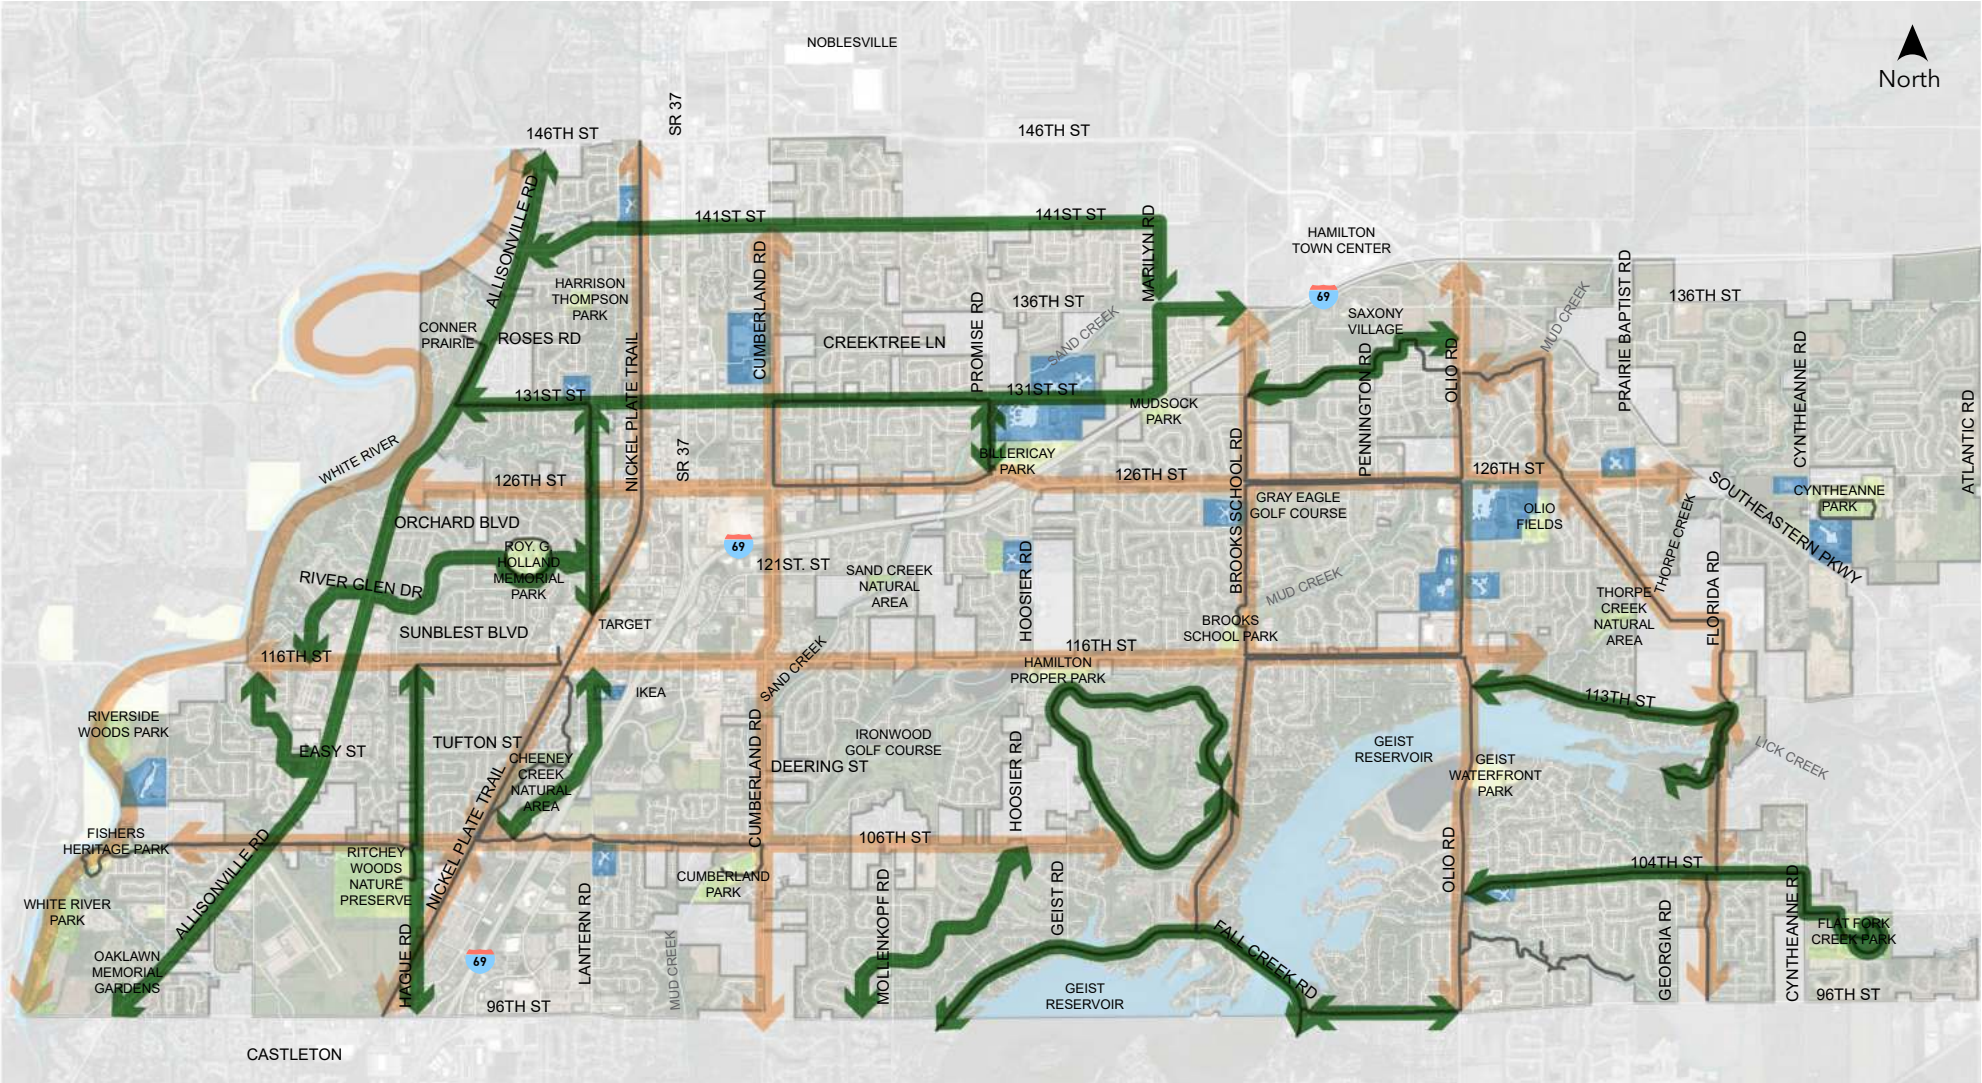 NOBLESVILLE
North
SR 37
146TH ST
146TH ST
ALLISONVILLE RD
141ST ST
141ST ST
MARILYN RD
HAMILTON
TOWN CENTER
CUMBERLAND RD
HARRISON
THOMPSON
PARK
PROMISE RD
136TH ST
SAND CREEK
69
SAXONY
VILLAGE
MUD CREEK
PRAIRIE BAPTIST RD
136TH ST
CONNER
PRAIRIE
ROSES RD
NICKEL PLATE TRAIL
CREEKTREE LN
PENNINGTON RD
OLIO RD
CYNTHEANNE RD
ATLANTIC RD
131ST ST
131ST ST
MUDSOCK
PARK
WHITE RIVER
SR 37
BILLERICAY
PARK
BROOKS SCHOOL RD
126TH ST
126TH ST
126TH ST
SOUTHEASTERN PKWY
CYNTHEANNE
PARK
GRAY EAGLE
GOLF COURSE
OLIO
FIELDS
THORPE CREEK
ORCHARD BLVD
69
ROY. G
HOLLAND
MEMORIAL
PARK
121ST. ST
SAND CREEK
NATURAL
AREA
HOOSIER RD
RIVER GLEN DR
MUD CREEK
THORPE
CREEK
NATURAL
AREA
FLORIDA RD
SUNBLEST BLVD
TARGET
BROOKS
SCHOOL PARK
116TH ST
116TH ST
SAND CREEK
HAMILTON
PROPER PARK
IKEA
113TH ST
RIVERSIDE
WOODS PARK
EASY ST
TUFTON ST
CHEENEY
CREEK
NATURAL
AREA
CUMBERLAND RD
IRONWOOD
GOLF COURSE
DEERING ST
HOOSIER RD
GEIST
RESERVOIR
GEIST
WATERFRONT
PARK
LICK CREEK
NICKEL PLATE TRAIL
FISHERS
HERITAGE PARK
ALLISONVILLE RD
RITCHEY
WOODS
NATURE
PRESERVE
106TH ST
OLIO RD
104TH ST
CUMBERLAND
PARK
LANTERN RD
MOLLENKOPF RD
GEIST RD
CYNTHEANNE RD
WHITE RIVER
PARK
GEORGIA RD
FLAT FORK
CREEK PARK
HAGUE RD
MUD CREEK
FALL CREEK RD
69
OAKLAWN
MEMORIAL
GARDENS
GEIST
RESERVOIR
96TH ST
96TH ST
CASTLETON